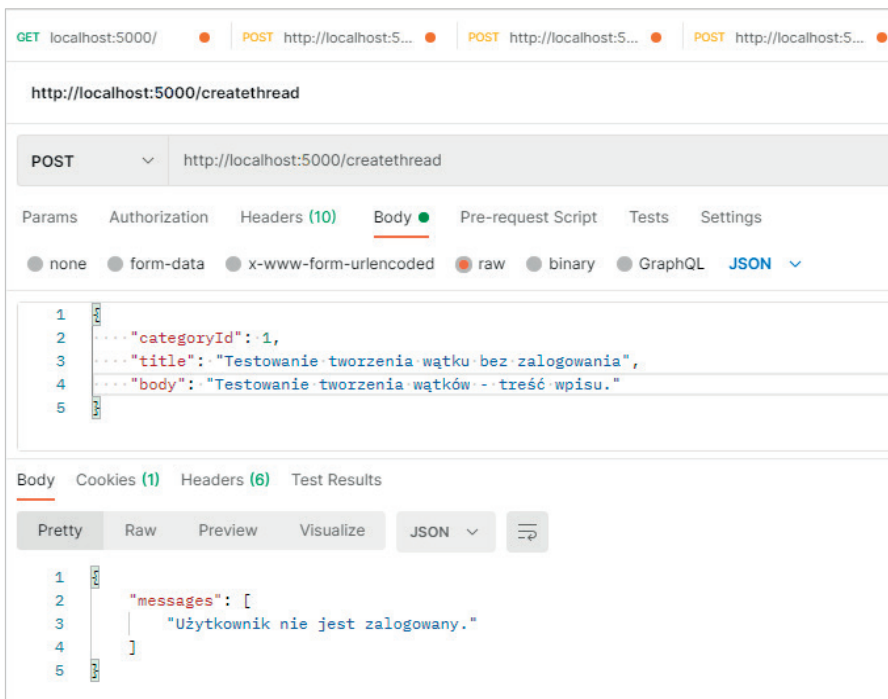 GET localhost:5000/ POST http://localhost:5... POST http://localhost:5... POST http://localhost:5...
http://localhost:5000/createthread
POST http://localhost:5000/createthread
Params Authorization Headers (10) Body Pre-request Script Tests Settings
none form-data x-www-form-urlencoded raw binary GraphQL JSON
1 {
2 "categoryId": 1,
3 "title": "Testowanie tworzenia wątku bez zalogowania",
4 "body": "Testowanie tworzenia wątków - treść wpisu."
5 }
Body Cookies (1) Headers (6) Test Results
Pretty Raw Preview Visualize JSON
1 {
2 "messages": [
3 "Użytkownik nie jest zalogowany."
4 ]
5 }